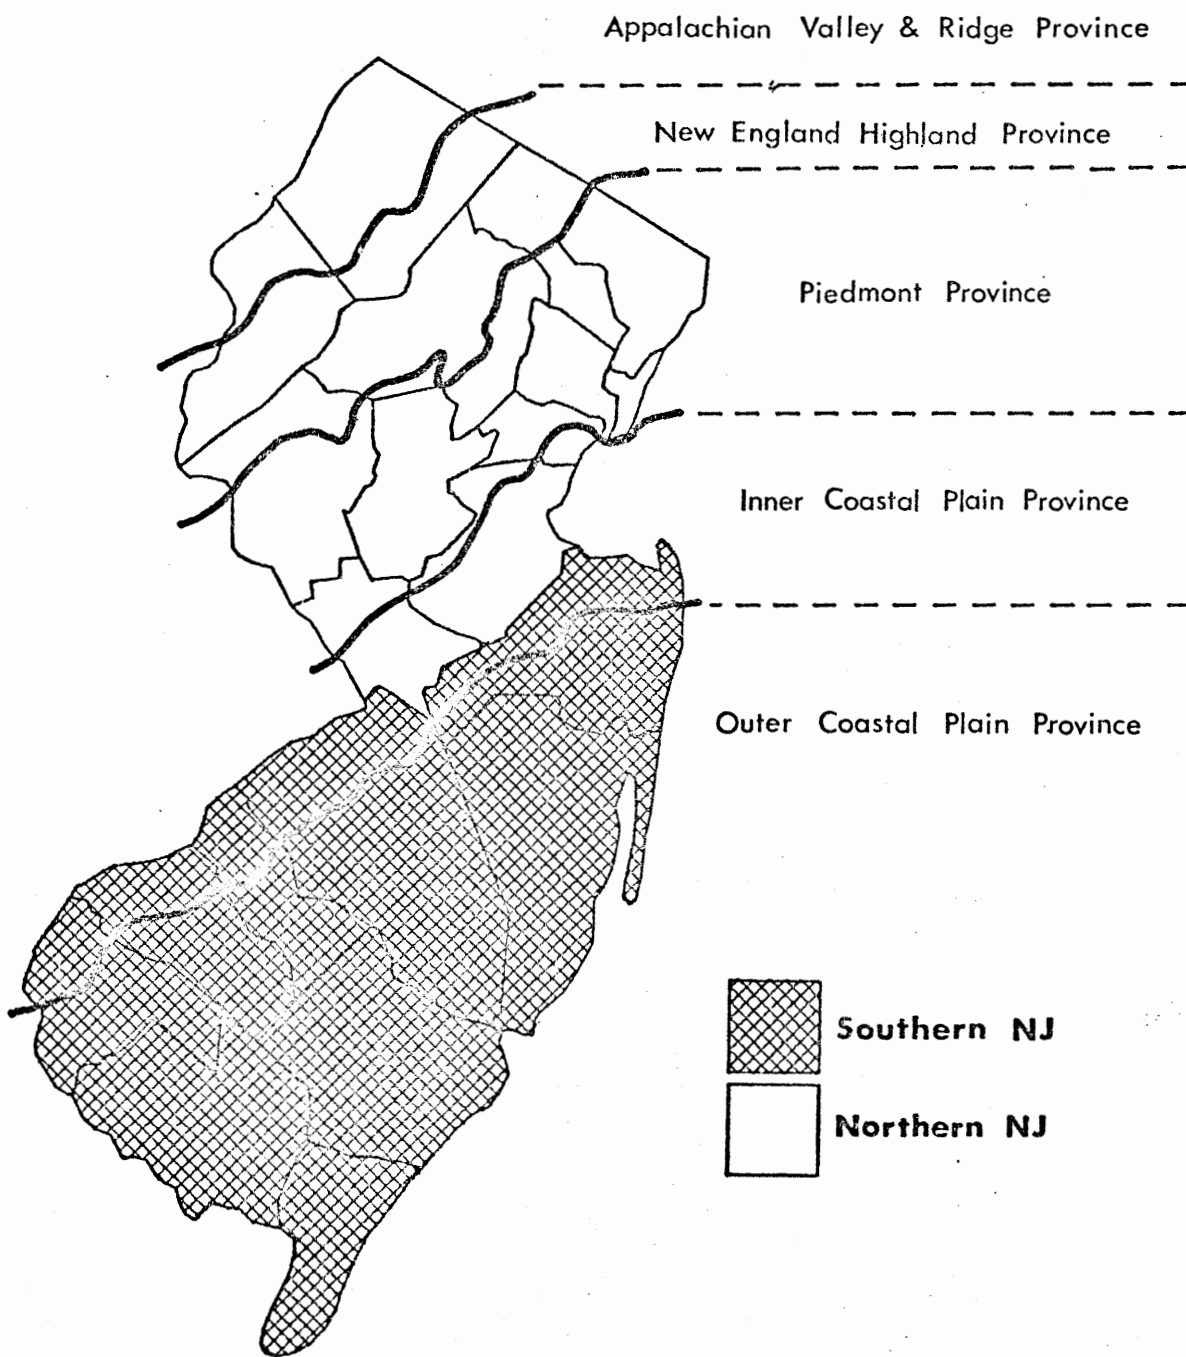 Appalachian Valley & Ridge Province
New England Highland Province
Piedmont Province
Inner Coastal Plain Province
Outer Coastal Plain Province
Southern NJ
Northern NJ